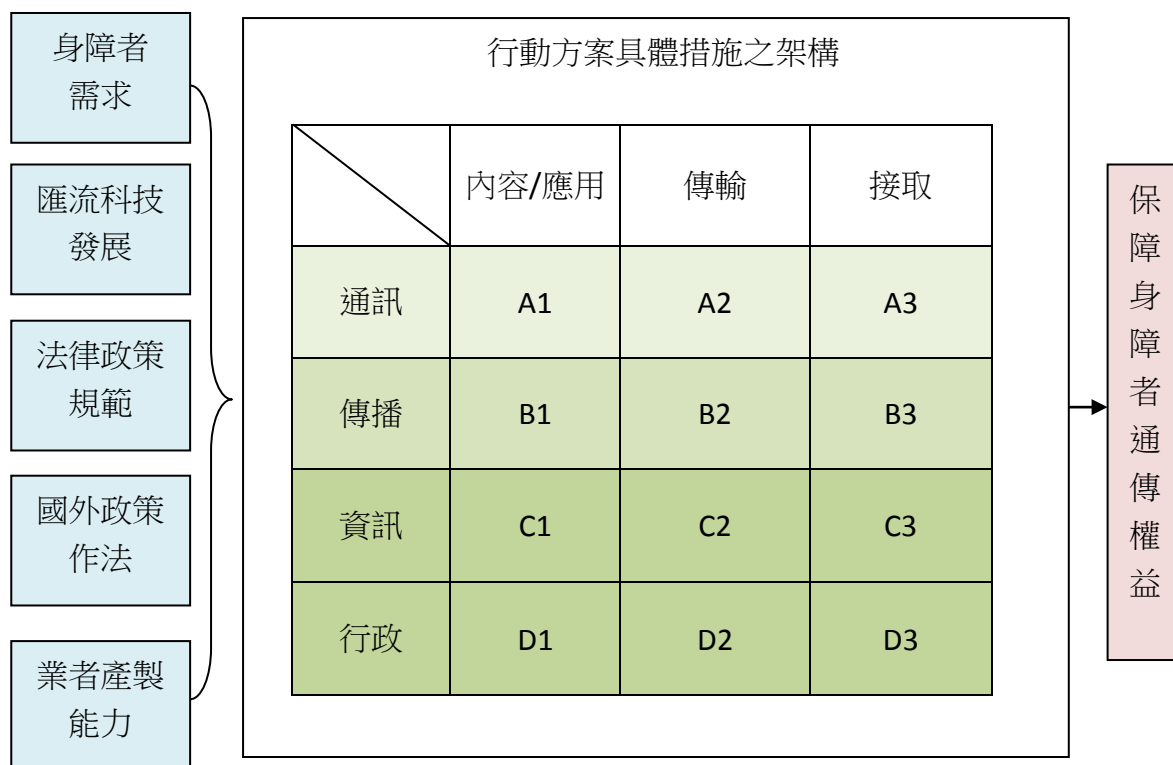 身障者
需求
匯流科技
發展
法律政策
規範
國外政策
作法
業者產製
能力
行動方案具體措施之架構
內容/應用 傳輸 接取
通訊 A1 A2 A3
傳播 B1 B2 B3
資訊 C1 C2 C3
行政 D1 D2 D3
保障身障者通傳權益